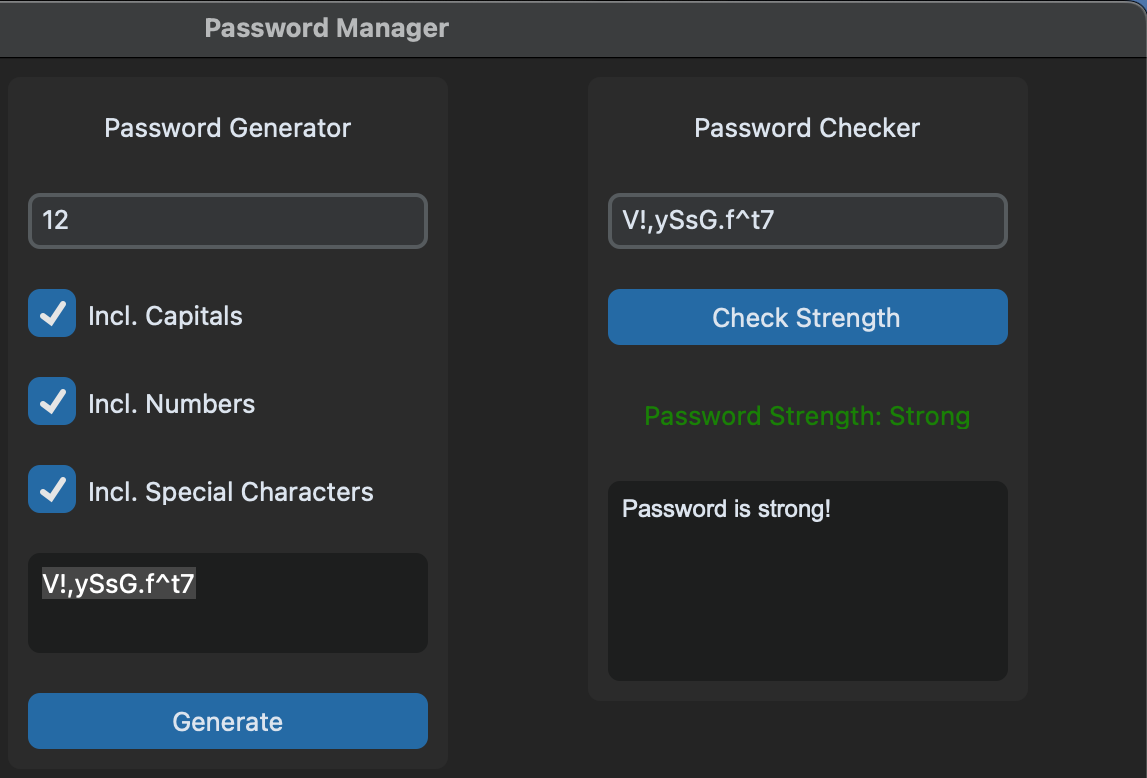 Password Manager
Password Generator
12
Incl. Capitals
Incl. Numbers
Incl. Special Characters
V!,ySsG.f^t7
Generate
Password Checker
V!,ySsG.f^t7
Check Strength
Password Strength: Strong
Password is strong!